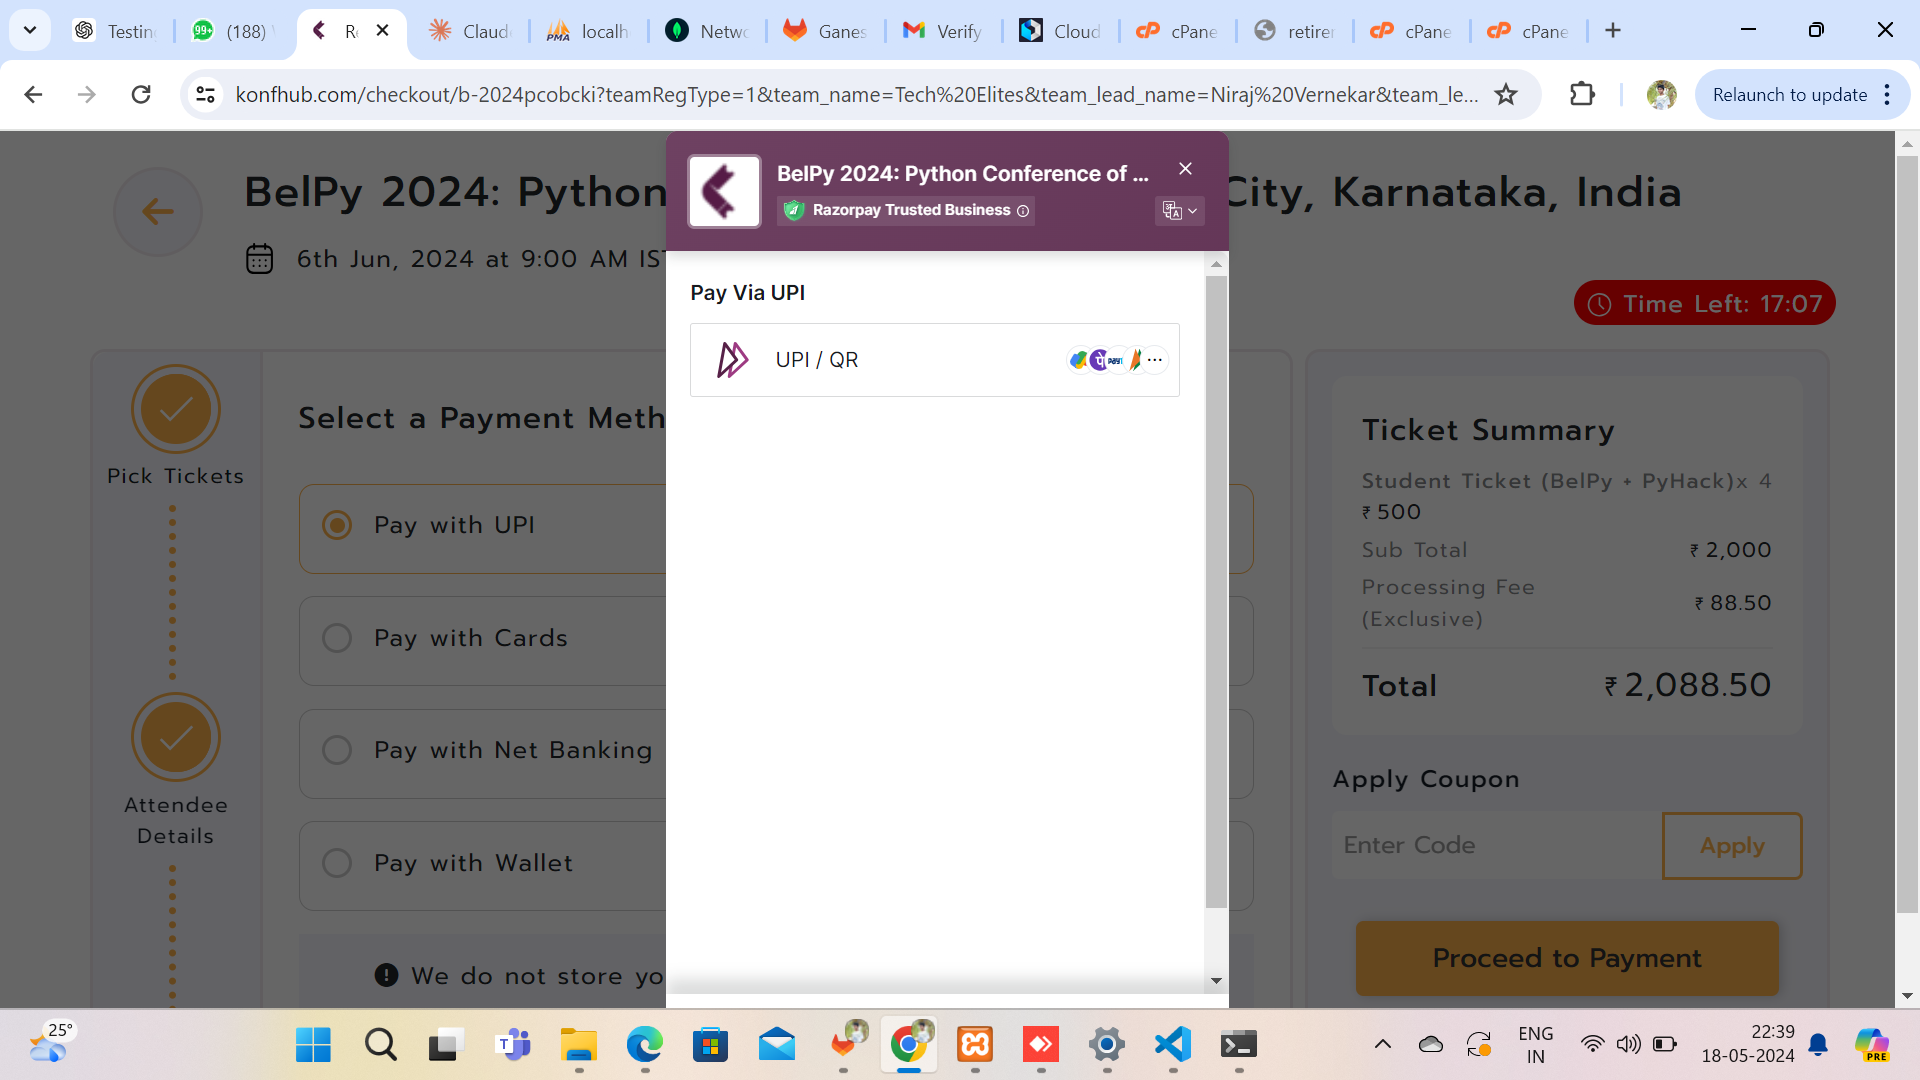 Testin
(188)
Re
Claud
localh
Netwo
Ganes
Verify
Cloud
cPane
retirer
cPane
cPane
konfhub.com/checkout/b-2024pcobcki?teamRegType=1&team_name=Tech%20Elites&team_lead_name=Niraj%20Vernekar&team_le...
Relaunch to update
BelPy 2024: Python
City, Karnataka, India
6th Jun, 2024 at 9:00 AM IST
Time Left: 17:07
BelPy 2024: Python Conference of ...
Razorpay Trusted Business
Pay Via UPI
UPI / QR
Pick Tickets
Attendee
Details
Select a Payment Meth
Pay with UPI
Pay with Cards
Pay with Net Banking
Pay with Wallet
We do not store yo
Ticket Summary
Student Ticket (BelPy + PyHack)x 4
₹ 500
Sub Total ₹ 2,000
Processing Fee
(Exclusive) ₹ 88.50
Total ₹ 2,088.50
Apply Coupon
Enter Code
Apply
Proceed to Payment
25°
ENG
IN
22:39
18-05-2024
PRE